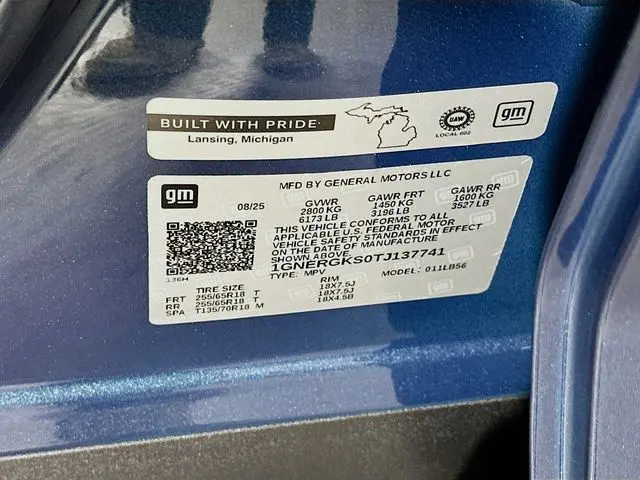 BUILT WITH PRIDE
Lansing, Michigan
UAW
LOCAL 602
gm
gm
MFD BY GENERAL MOTORS LLC
08/25 GVWR GAWR FRT GAWR RR
2800 KG 1450 KG 1600 KG
6173 LB 3196 LB 3527 LB
THIS VEHICLE CONFORMS TO ALL
APPLICABLE U.S. FEDERAL MOTOR
VEHICLE SAFETY STANDARDS IN EFFECT
ON THE DATE OF MANUFACTURE
SHOWN ABOVE.
1GNERGKS0TJ137741
TYPE: MPV MODEL: 011LB56
136H
TIRE SIZE RIM
FRT 255/65R18 T 18X7.5J
RR 255/65R18 T 18X7.5J
SPA T135/70R18 M 18X4.5B